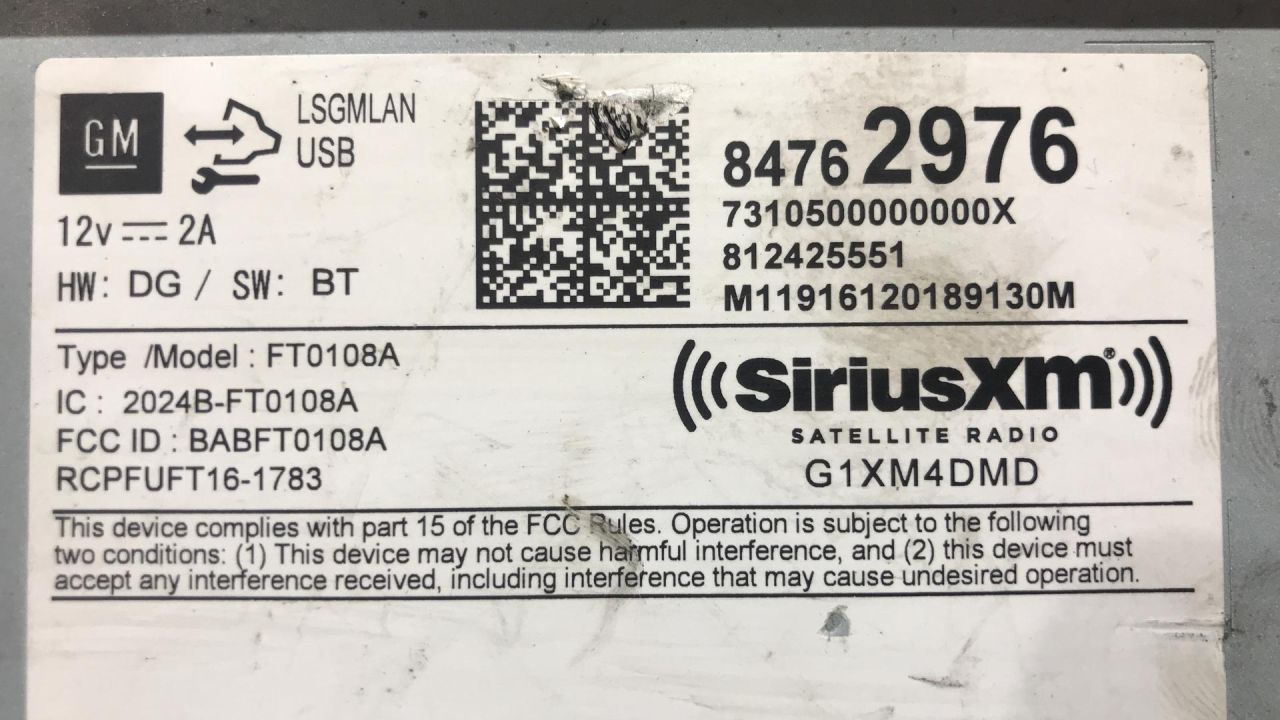 GM
LSGMLAN
USB
12v 2A
HW: DG / SW: BT
84762976
7310500000000X
812425551
M11916120189130M
Type /Model : FT0108A
IC : 2024B-FT0108A
FCC ID : BABFT0108A
RCPFUFT16-1783
SiriusXm®
SATELLITE RADIO
G1XM4DMD
This device complies with part 15 of the FCC Rules. Operation is subject to the following
two conditions: (1) This device may not cause harmful interference, and (2) this device must
accept any interference received, including interference that may cause undesired operation.